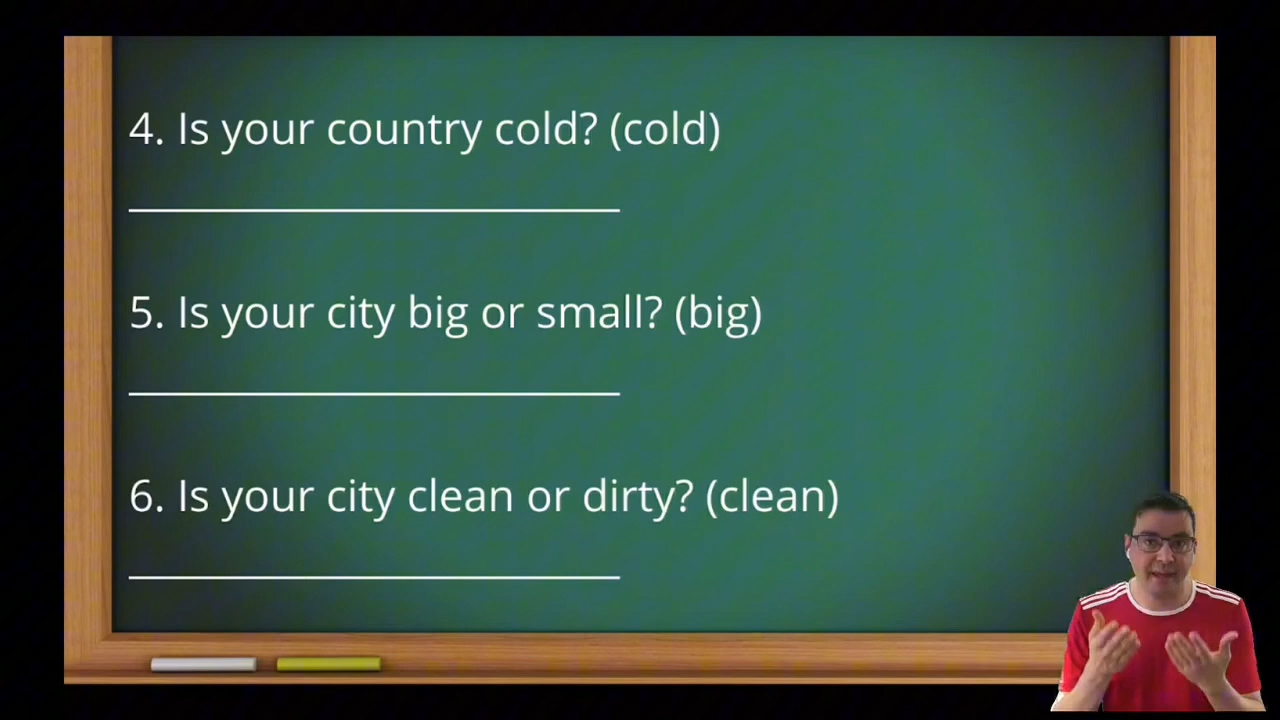 4. Is your country cold? (cold)
5. Is your city big or small? (big)
6. Is your city clean or dirty? (clean)